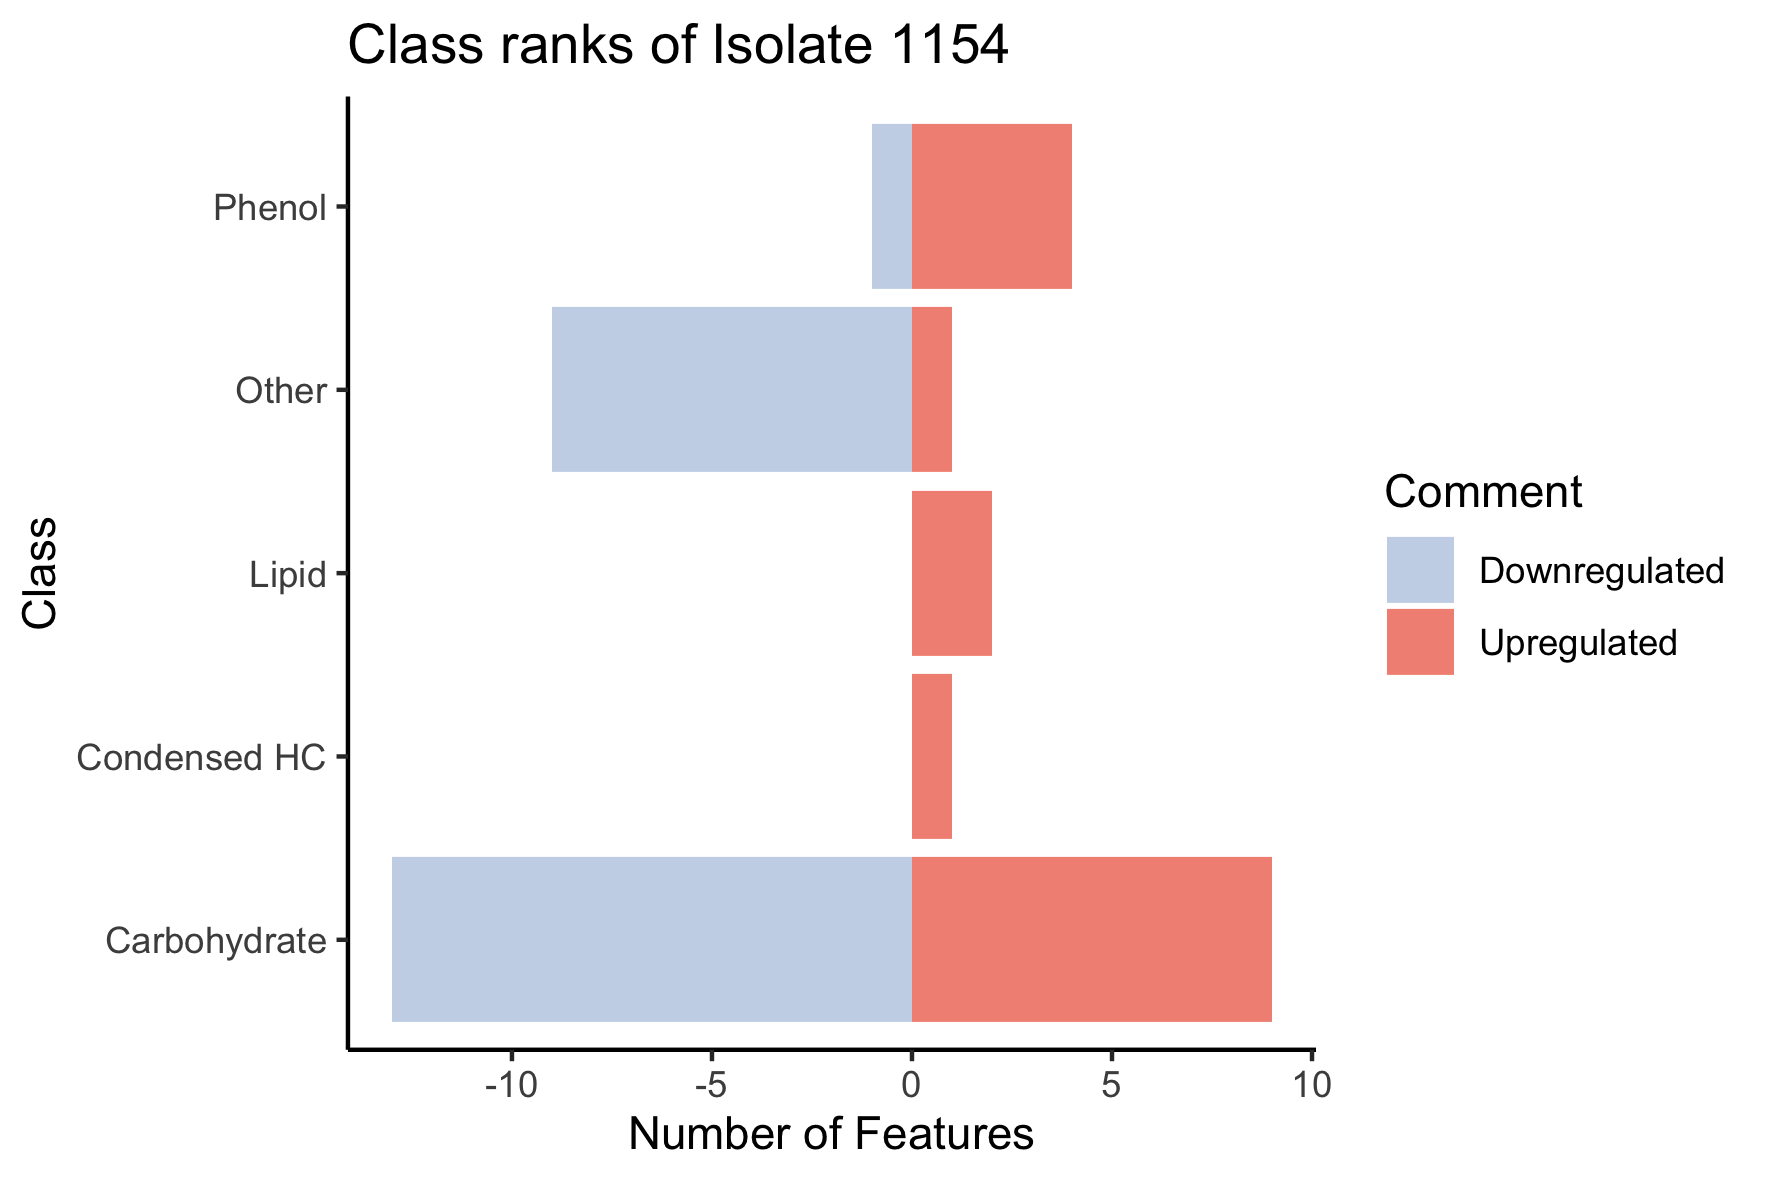 Class ranks of Isolate 1154
Phenol
Other
Lipid
Condensed HC
Carbohydrate
Class
-10
-5
0
5
10
Number of Features
Comment
Downregulated
Upregulated